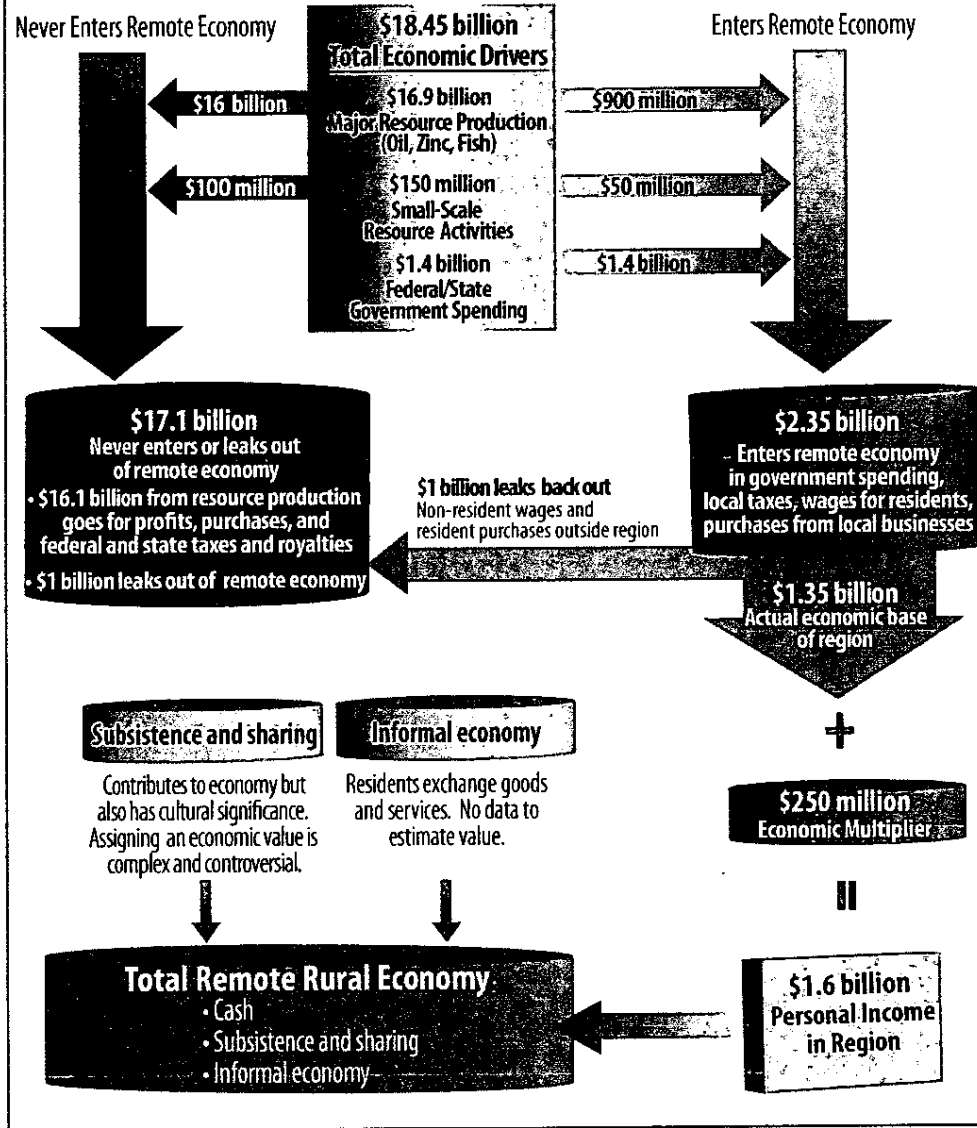 Never Enters Remote Economy
$18.45 billion
Total Economic Drivers
Enters Remote Economy
$16 billion
$16.9 billion
Major Resource Production
(Oil, Zinc, Fish)
$900 million
$100 million
$150 million
Small-Scale
Resource Activities
$50 million
$1.4 billion
Federal/State
Government Spending
$1.4 billion
$17.1 billion
Never enters or leaks out
of remote economy
• $16.1 billion from resource production
goes for profits, purchases, and
federal and state taxes and royalties
• $1 billion leaks out of remote economy
$1 billion leaks back out
Non-resident wages and
resident purchases outside region
$2.35 billion
Enters remote economy
in government spending,
local taxes, wages for residents,
purchases from local businesses
$1.35 billion
Actual economic base
of region
+
$250 million
Economic Multiplier
=
$1.6 billion
Personal Income
in Region
Subsistence and sharing
Contributes to economy but
also has cultural significance.
Assigning an economic value is
complex and controversial.
Informal economy
Residents exchange goods
and services. No data to
estimate value.
Total Remote Rural Economy
• Cash
• Subsistence and sharing
• Informal economy